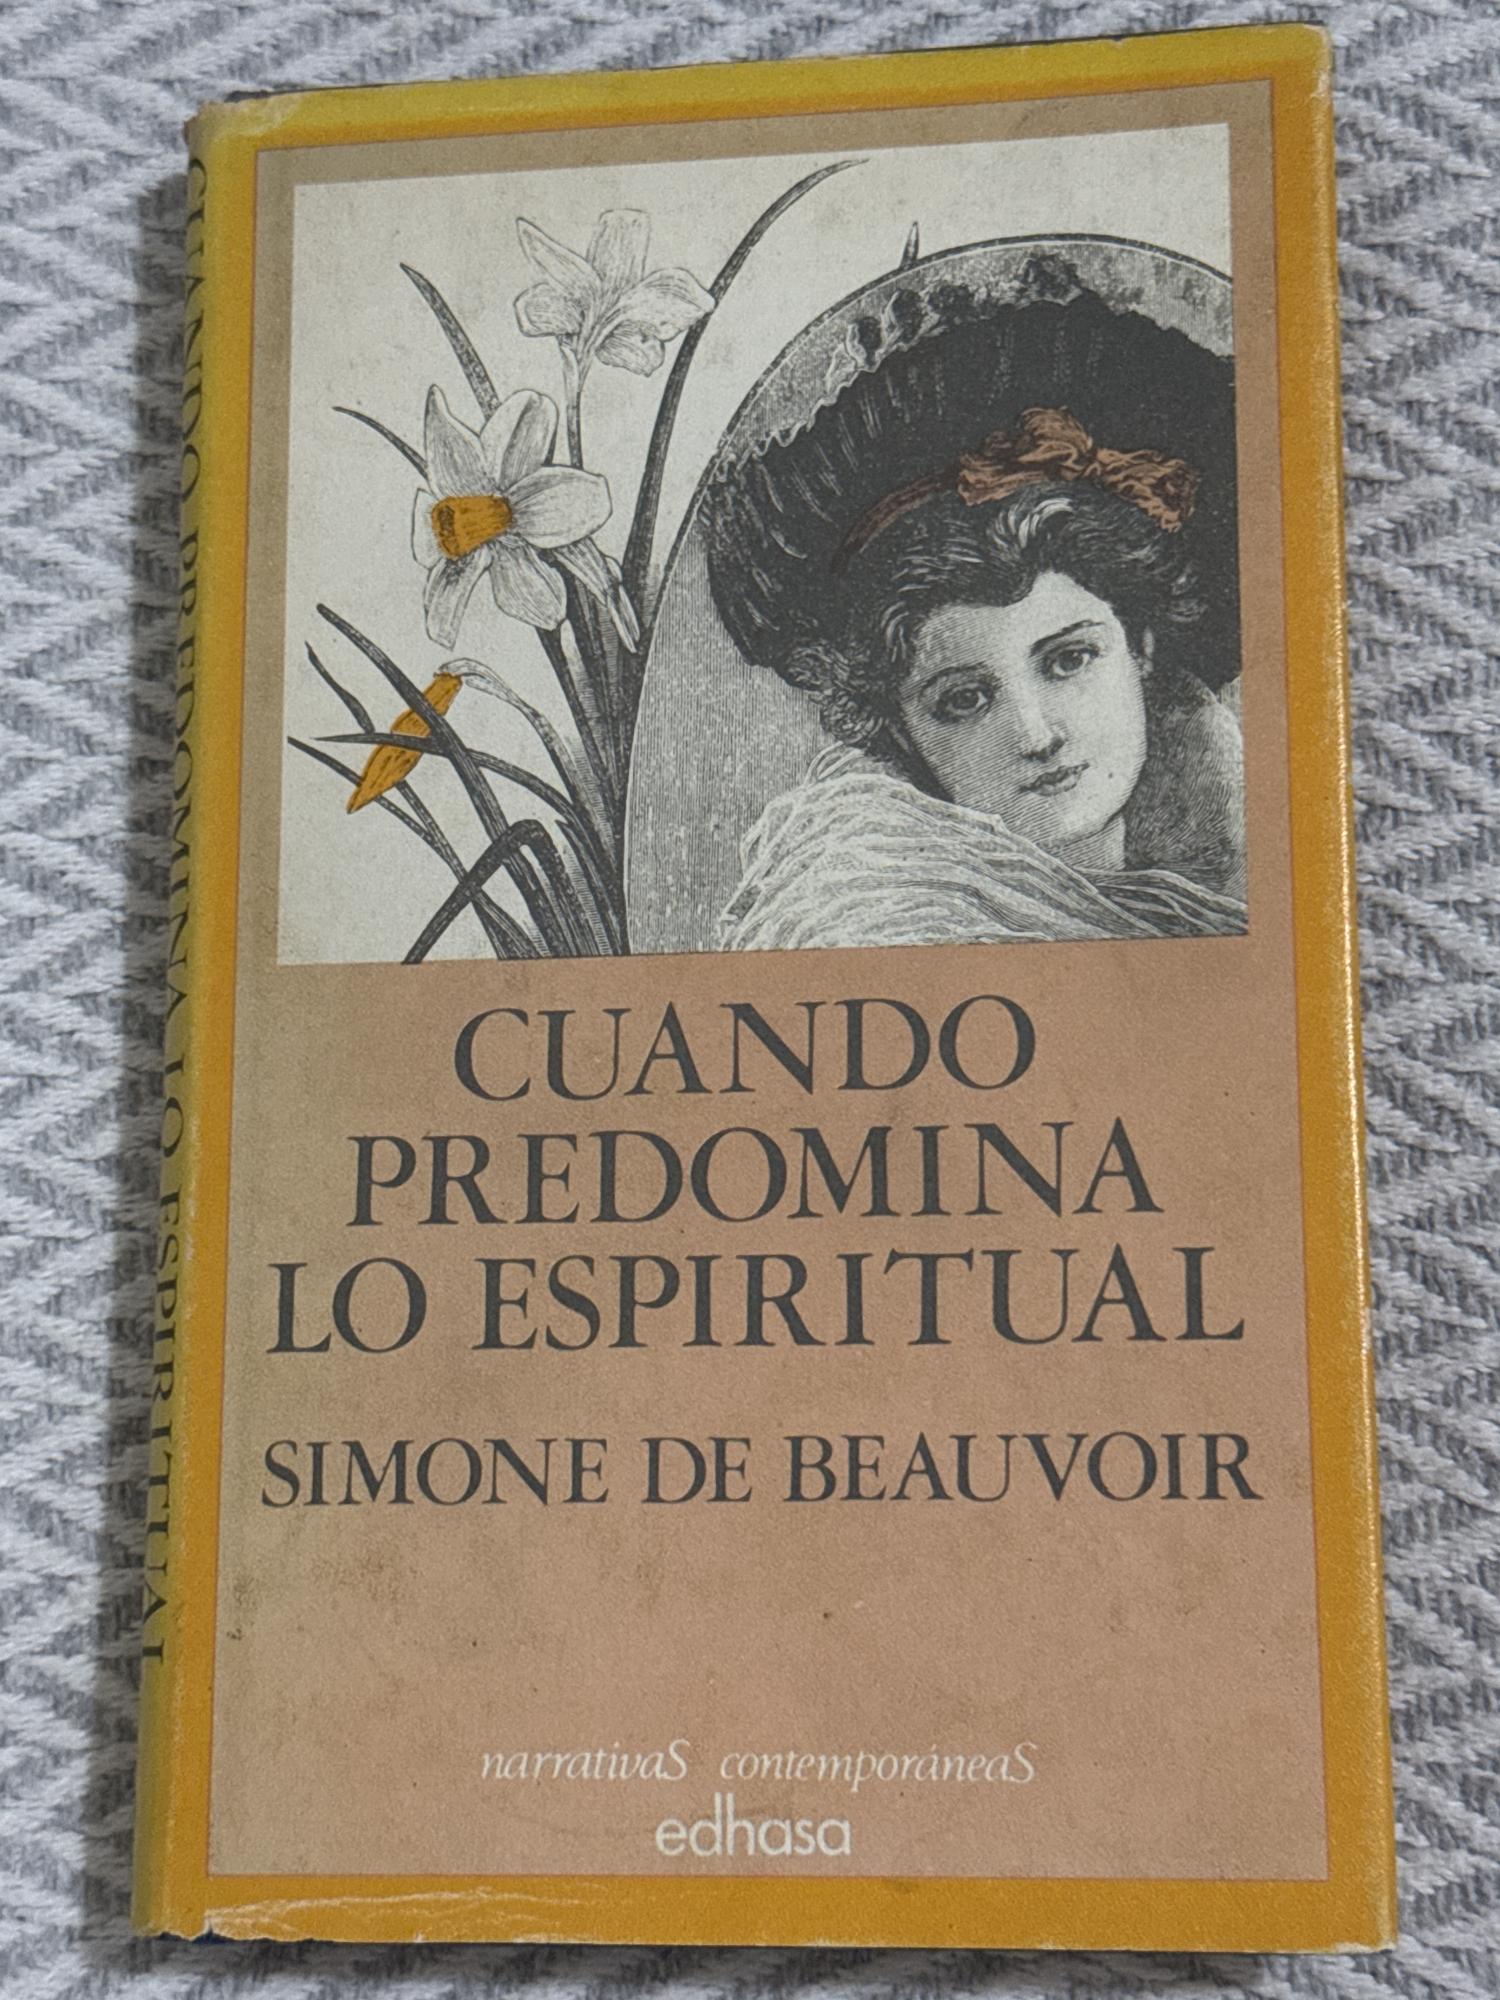 CUANDO PREDOMINA LO ESPIRITUAL
CUANDO
PREDOMINA
LO ESPIRITUAL
SIMONE DE BEAUVOIR
narrativaS contemporáneaS
edhasa